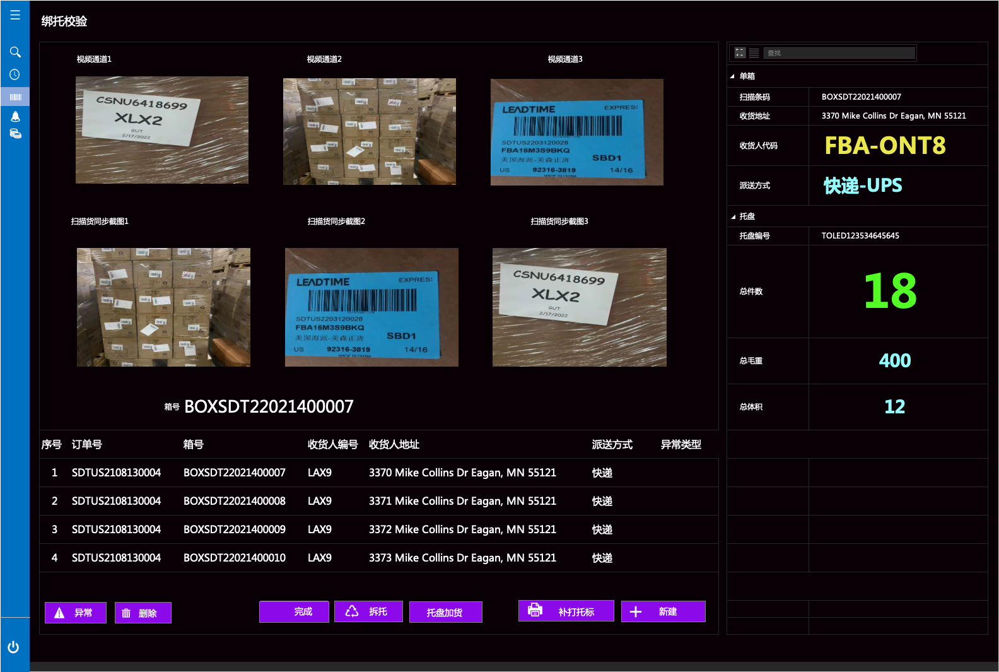 绑托校验
视频通道1
视频通道2
视频通道3
CSNU6418699
XLX2
GUT
2/17/2022
LEADTIME
EXPRES
SDTUS2203120028
FBA16M3S9BKQ
SBD1
美国海派-美森正班
US 92316-3819 14/16
MADE IN CHINA
扫描货同步截图1
扫描货同步截图2
扫描货同步截图3
LEADTIME
EXPRES
SDTUS2203120028
FBA16M3S9BKQ
SBD1
美国海派-美森正班
US 92316-3819 14/16
MADE IN CHINA
CSNU6418699
XLX2
GUT
2/17/2022
箱号 BOXSDT22021400007
序号 订单号 箱号 收货人编号 收货人地址 派送方式 异常类型
1 SDTUS2108130004 BOXSDT22021400007 LAX9 3370 Mike Collins Dr Eagan, MN 55121 快递
2 SDTUS2108130004 BOXSDT22021400008 LAX9 3371 Mike Collins Dr Eagan, MN 55121 快递
3 SDTUS2108130004 BOXSDT22021400009 LAX9 3372 Mike Collins Dr Eagan, MN 55121 快递
4 SDTUS2108130004 BOXSDT22021400010 LAX9 3373 Mike Collins Dr Eagan, MN 55121 快递
异常
删除
完成
拆托
托盘加货
补打托标
新建
查找
单箱
扫描条码 BOXSDT22021400007
收货地址 3370 Mike Collins Dr Eagan, MN 55121
收货人代码 FBA-ONT8
派送方式 快递-UPS
托盘
托盘编号 TOLED123534645645
总件数 18
总毛重 400
总体积 12